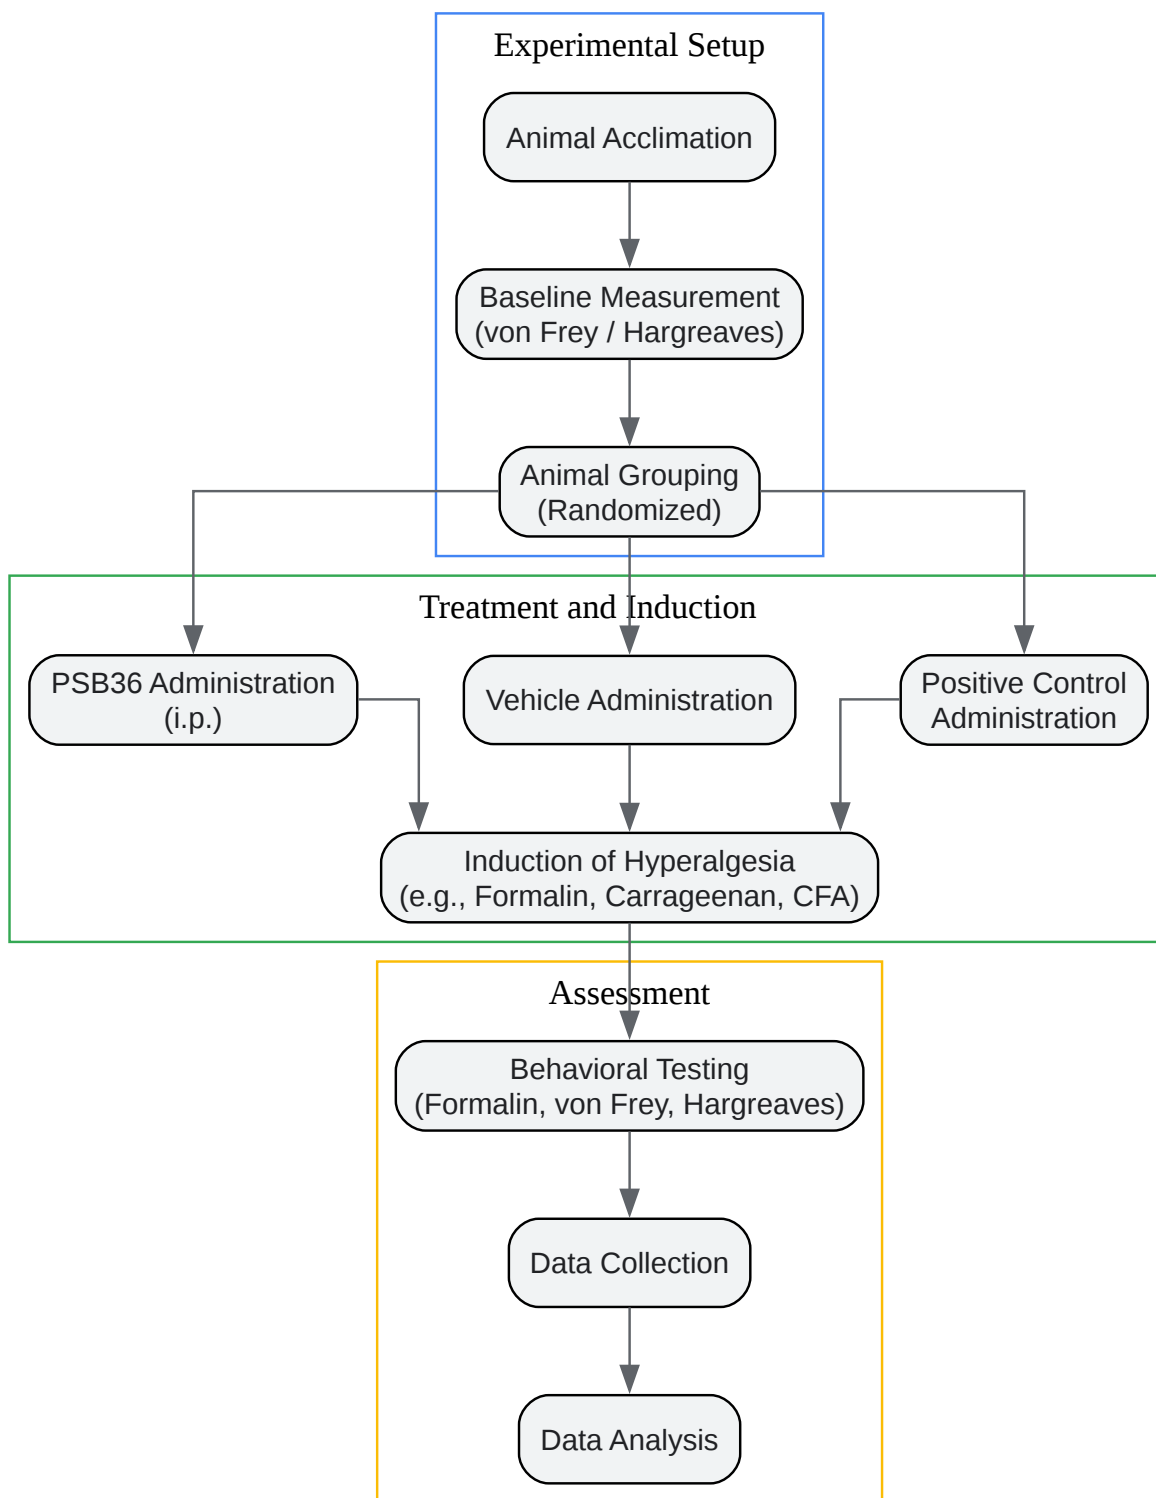 Experimental Setup
Animal Acclimation
Baseline Measurement
(von Frey / Hargreaves)
Animal Grouping
(Randomized)
Treatment and Induction
PSB36 Administration
(i.p.)
Vehicle Administration
Positive Control
Administration
Induction of Hyperalgesia
(e.g., Formalin, Carrageenan, CFA)
Assessment
Behavioral Testing
(Formalin, von Frey, Hargreaves)
Data Collection
Data Analysis